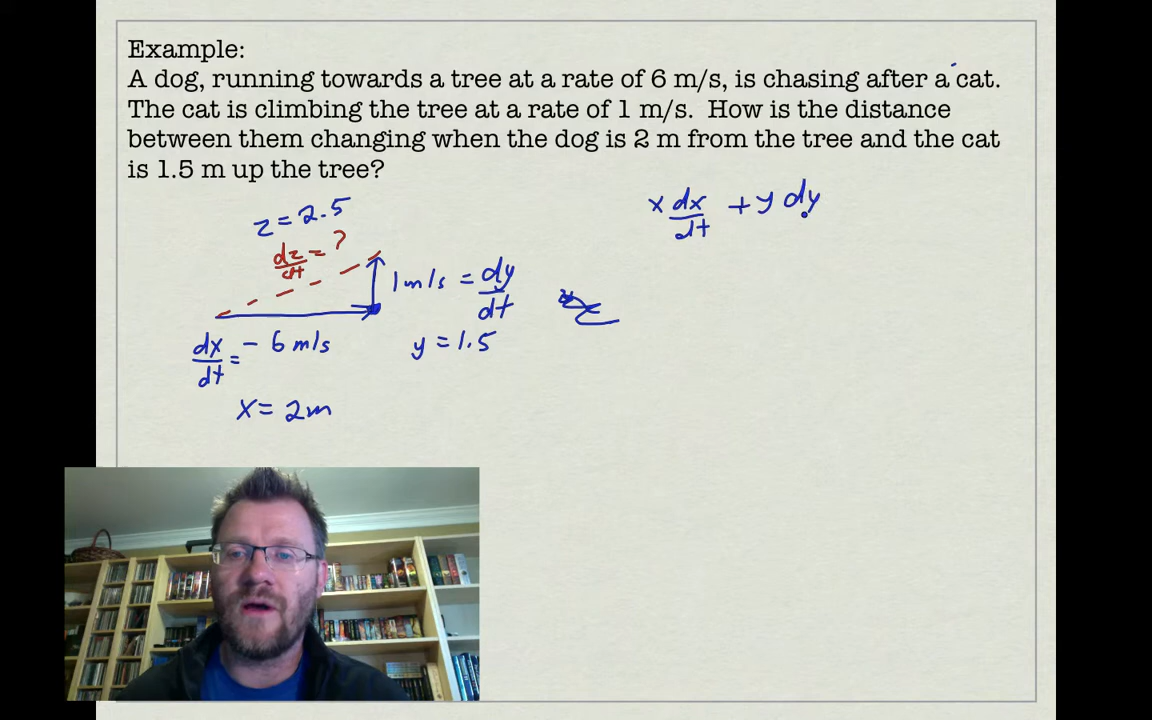 Example:
A dog, running towards a tree at a rate of 6 m/s, is chasing after a cat.
The cat is climbing the tree at a rate of 1 m/s.  How is the distance
between them changing when the dog is 2 m from the tree and the cat
is 1.5 m up the tree?
z = 2.5
dz/dt = ?
1 m/s = dy/dt
y = 1.5
dx/dt = - 6 m/s
x = 2m
x dx/dt + y dy